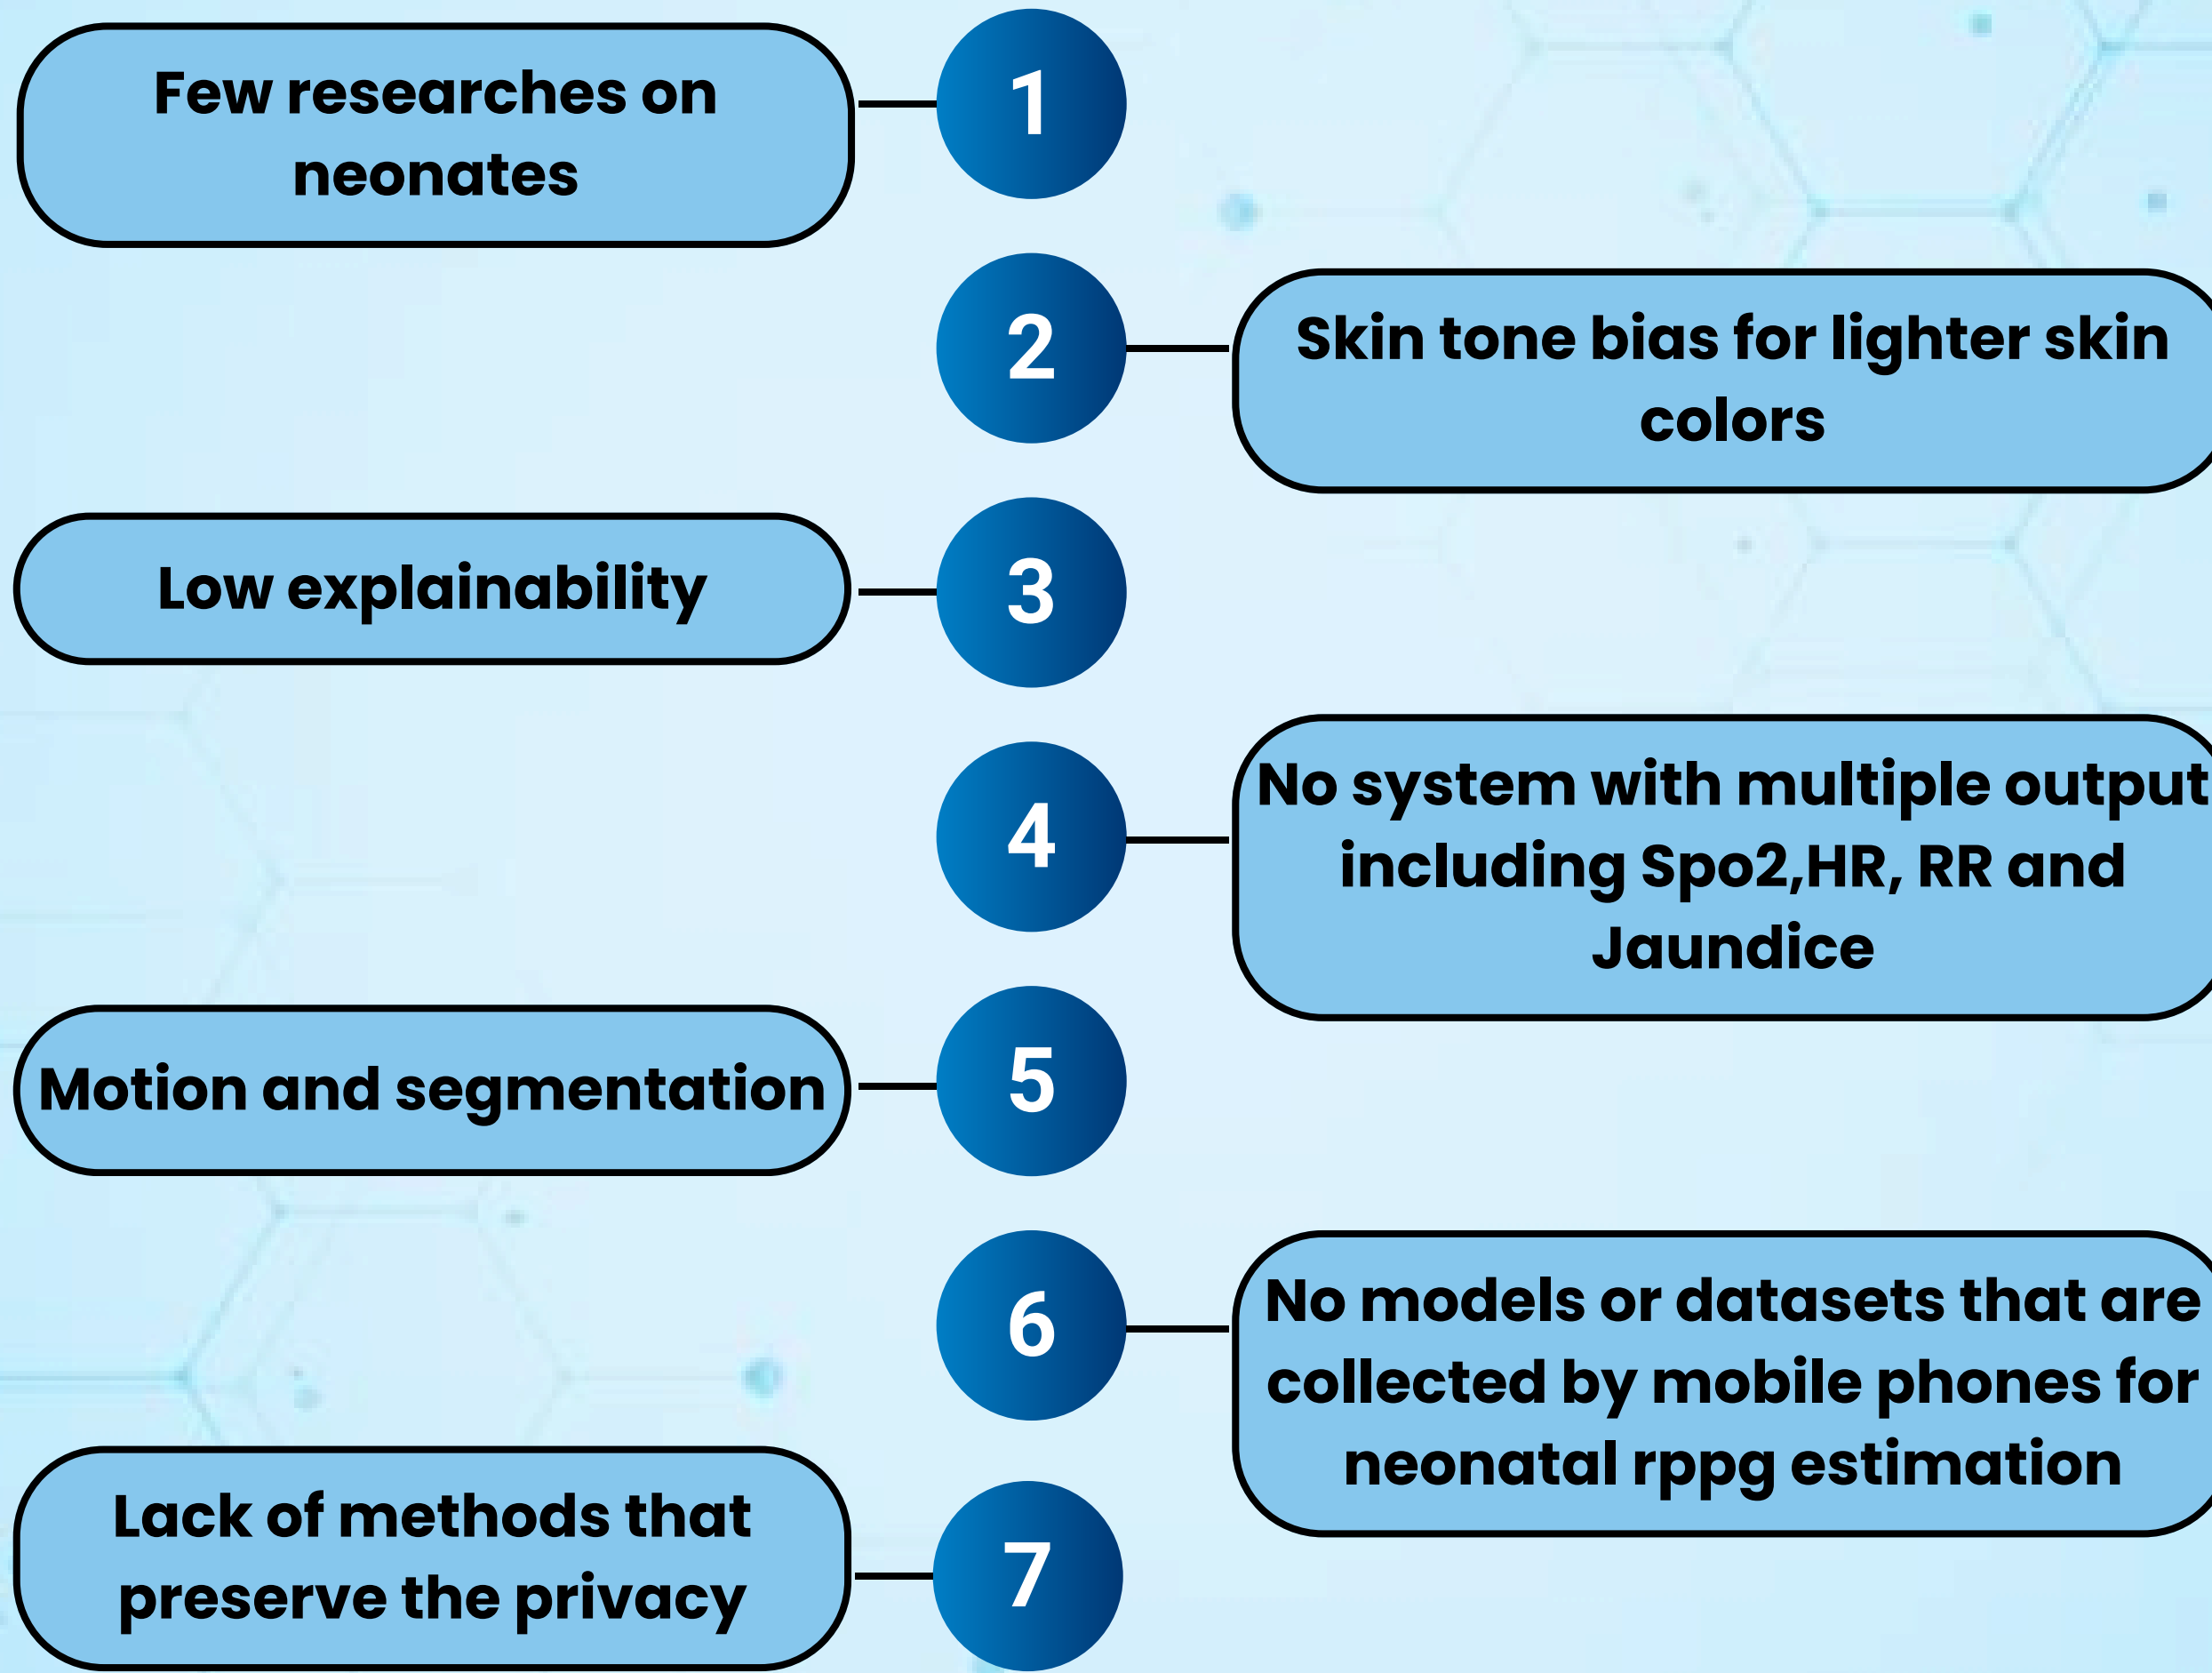 Few researches on
neonates
1
2
Skin tone bias for lighter skin
colors
Low explainability
3
4
No system with multiple output
including Spo2,HR, RR and
Jaundice
Motion and segmentation
5
6
No models or datasets that are
collected by mobile phones for
neonatal rppg estimation
Lack of methods that
preserve the privacy
7